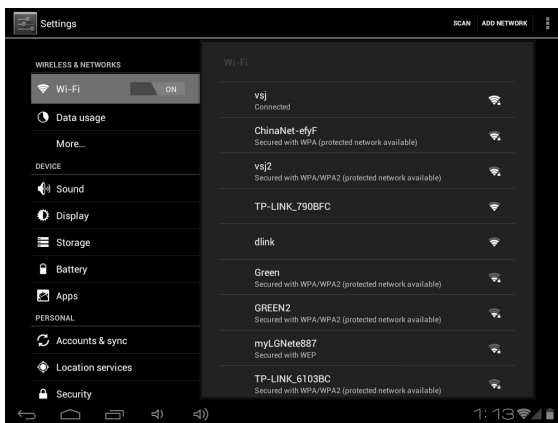 Settings
SCAN ADD NETWORK
WIRELESS & NETWORKS
Wi-Fi ON
Data usage
More...
DEVICE
Sound
Display
Storage
Battery
Apps
PERSONAL
Accounts & sync
Location services
Security
Wi-Fi
vsj
Connected
ChinaNet-efyF
Secured with WPA (protected network available)
vsj2
Secured with WPA/WPA2 (protected network available)
TP-LINK_790BFC
dlink
Green
Secured with WPA/WPA2 (protected network available)
GREEN2
Secured with WPA/WPA2 (protected network available)
myLGNete887
Secured with WEP
TP-LINK_6103BC
Secured with WPA/WPA2 (protected network available)
1:13